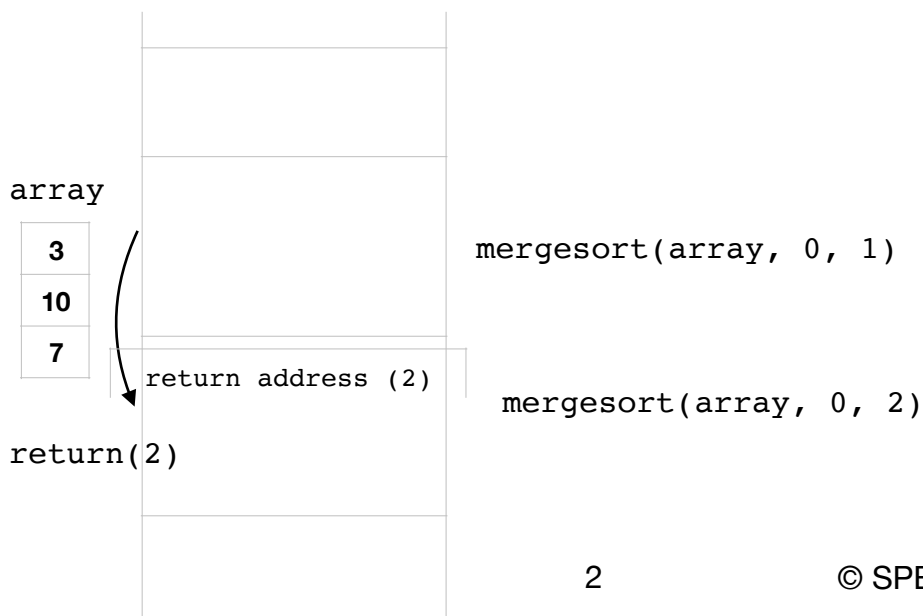 array
3
10
7
mergesort(array, 0, 1)
return address (2)
mergesort(array, 0, 2)
return(2)
2
©